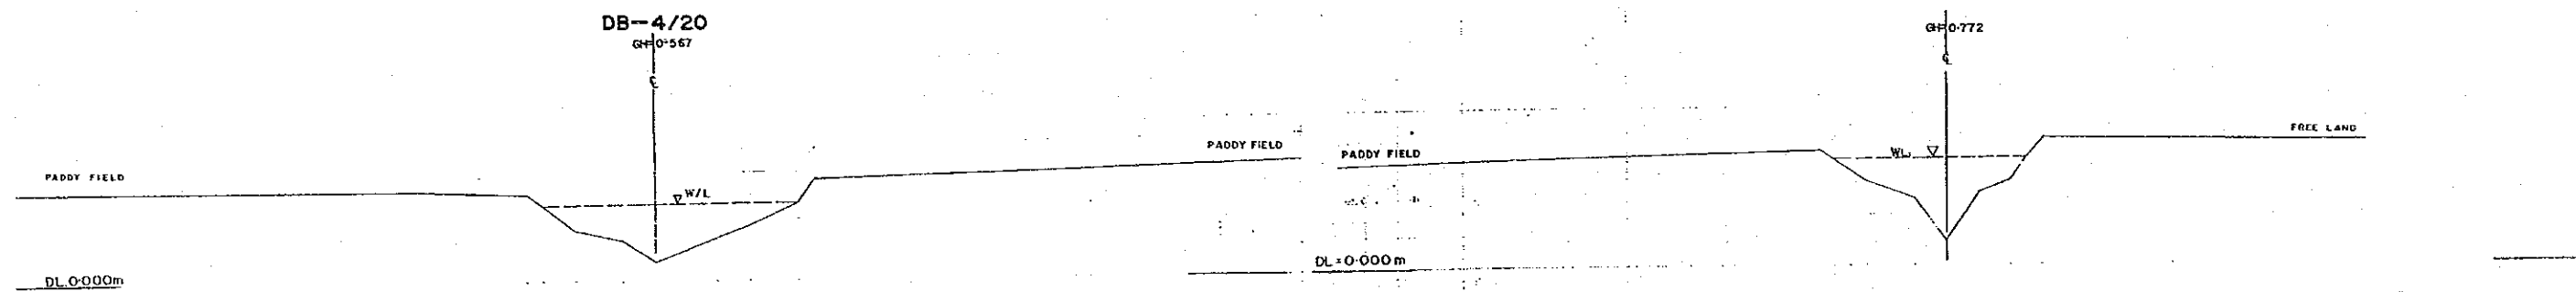 DB-4/20
GH=0.567
℄
PADDY FIELD
W/L
PADDY FIELD
DL.0.000m
GH=0.772
℄
PADDY FIELD
WL.
FREE LAND
DL=0.000m